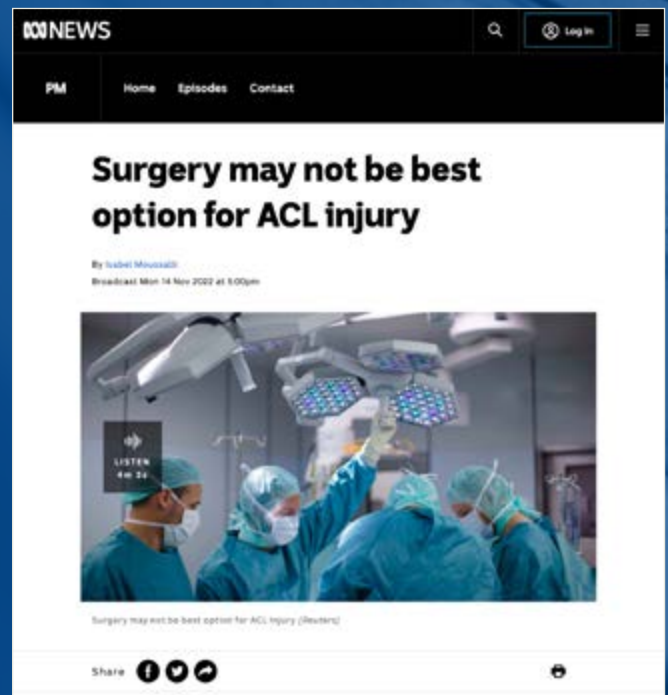 NEWS
Log In
PM
Home
Episodes
Contact
Surgery may not be best
option for ACL injury
By Isabel Moussalli
Broadcast Mon 14 Nov 2022 at 5:00pm
LISTEN
4m 2s
Surgery may not be best option for ACL injury (Reuters)
Share